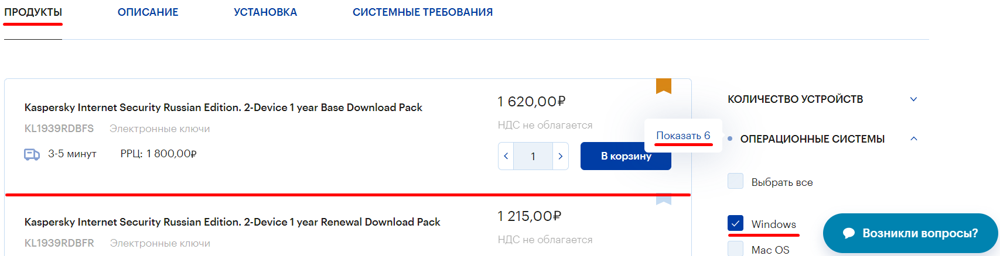 ПРОДУКТЫ ОПИСАНИЕ УСТАНОВКА СИСТЕМНЫЕ ТРЕБОВАНИЯ
Kaspersky Internet Security Russian Edition. 2-Device 1 year Base Download Pack
KL1939RDBFS Электронные ключи
3-5 минут РРЦ: 1 800,00₽
1 620,00₽
НДС не облагается
1 В корзину
Kaspersky Internet Security Russian Edition. 2-Device 1 year Renewal Download Pack
KL1939RDBFR Электронные ключи
1 215,00₽
НДС не облагается
КОЛИЧЕСТВО УСТРОЙСТВ
Показать 6
ОПЕРАЦИОННЫЕ СИСТЕМЫ
Выбрать все
Windows
Mac OS
Возникли вопросы?